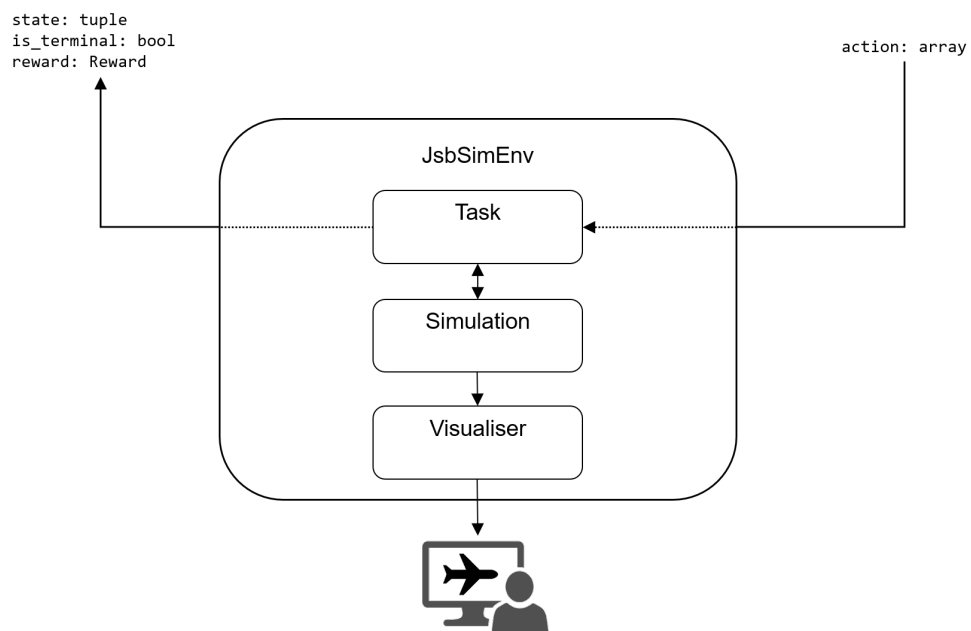 state: tuple
is_terminal: bool
reward: Reward
action: array
JsbSimEnv
Task
Simulation
Visualiser